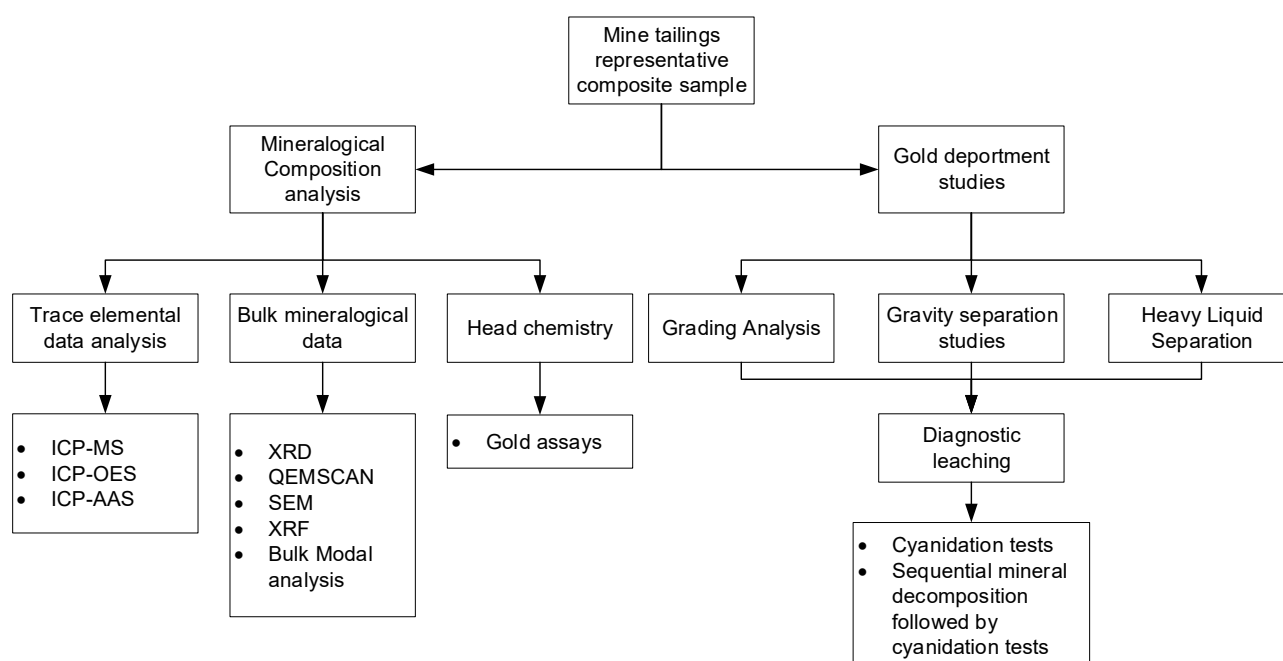 Mine tailings
representative
composite sample
Mineralogical
Composition
analysis
Gold department
studies
Trace elemental
data analysis
Bulk mineralogical
data
Head chemistry
Grading Analysis
Gravity separation
studies
Heavy Liquid
Separation
• ICP-MS
• ICP-OES
• ICP-AAS
• XRD
• QEMSCAN
• SEM
• XRF
• Bulk Modal
analysis
• Gold assays
Diagnostic
leaching
• Cyanidation tests
• Sequential mineral
decomposition
followed by
cyanidation tests